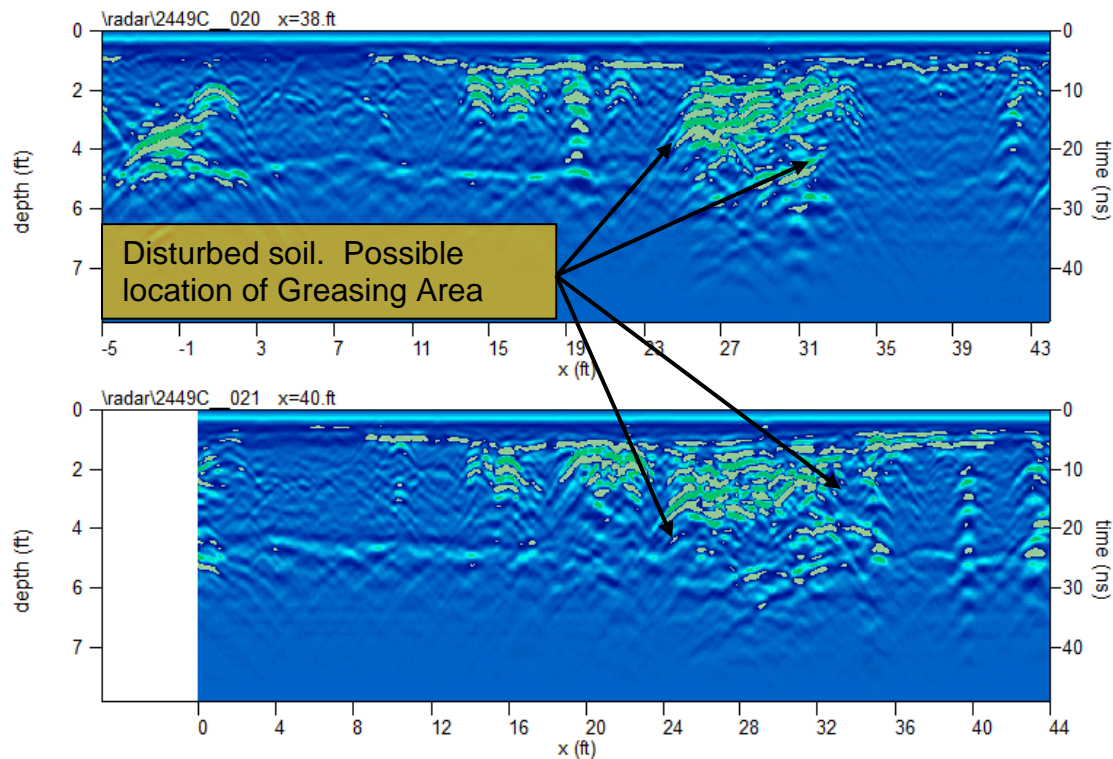 \radar\2449C__020 x=38.ft
0
2
4
6
7
depth (ft)
0
10
20
30
40
time (ns)
Disturbed soil. Possible
location of Greasing Area
-5 -1 3 7 11 15 19 23 27 31 35 39 43
x (ft)
\radar\2449C__021 x=40.ft
0
2
4
6
7
depth (ft)
0
10
20
30
40
time (ns)
0 4 8 12 16 20 24 28 32 36 40 44
x (ft)